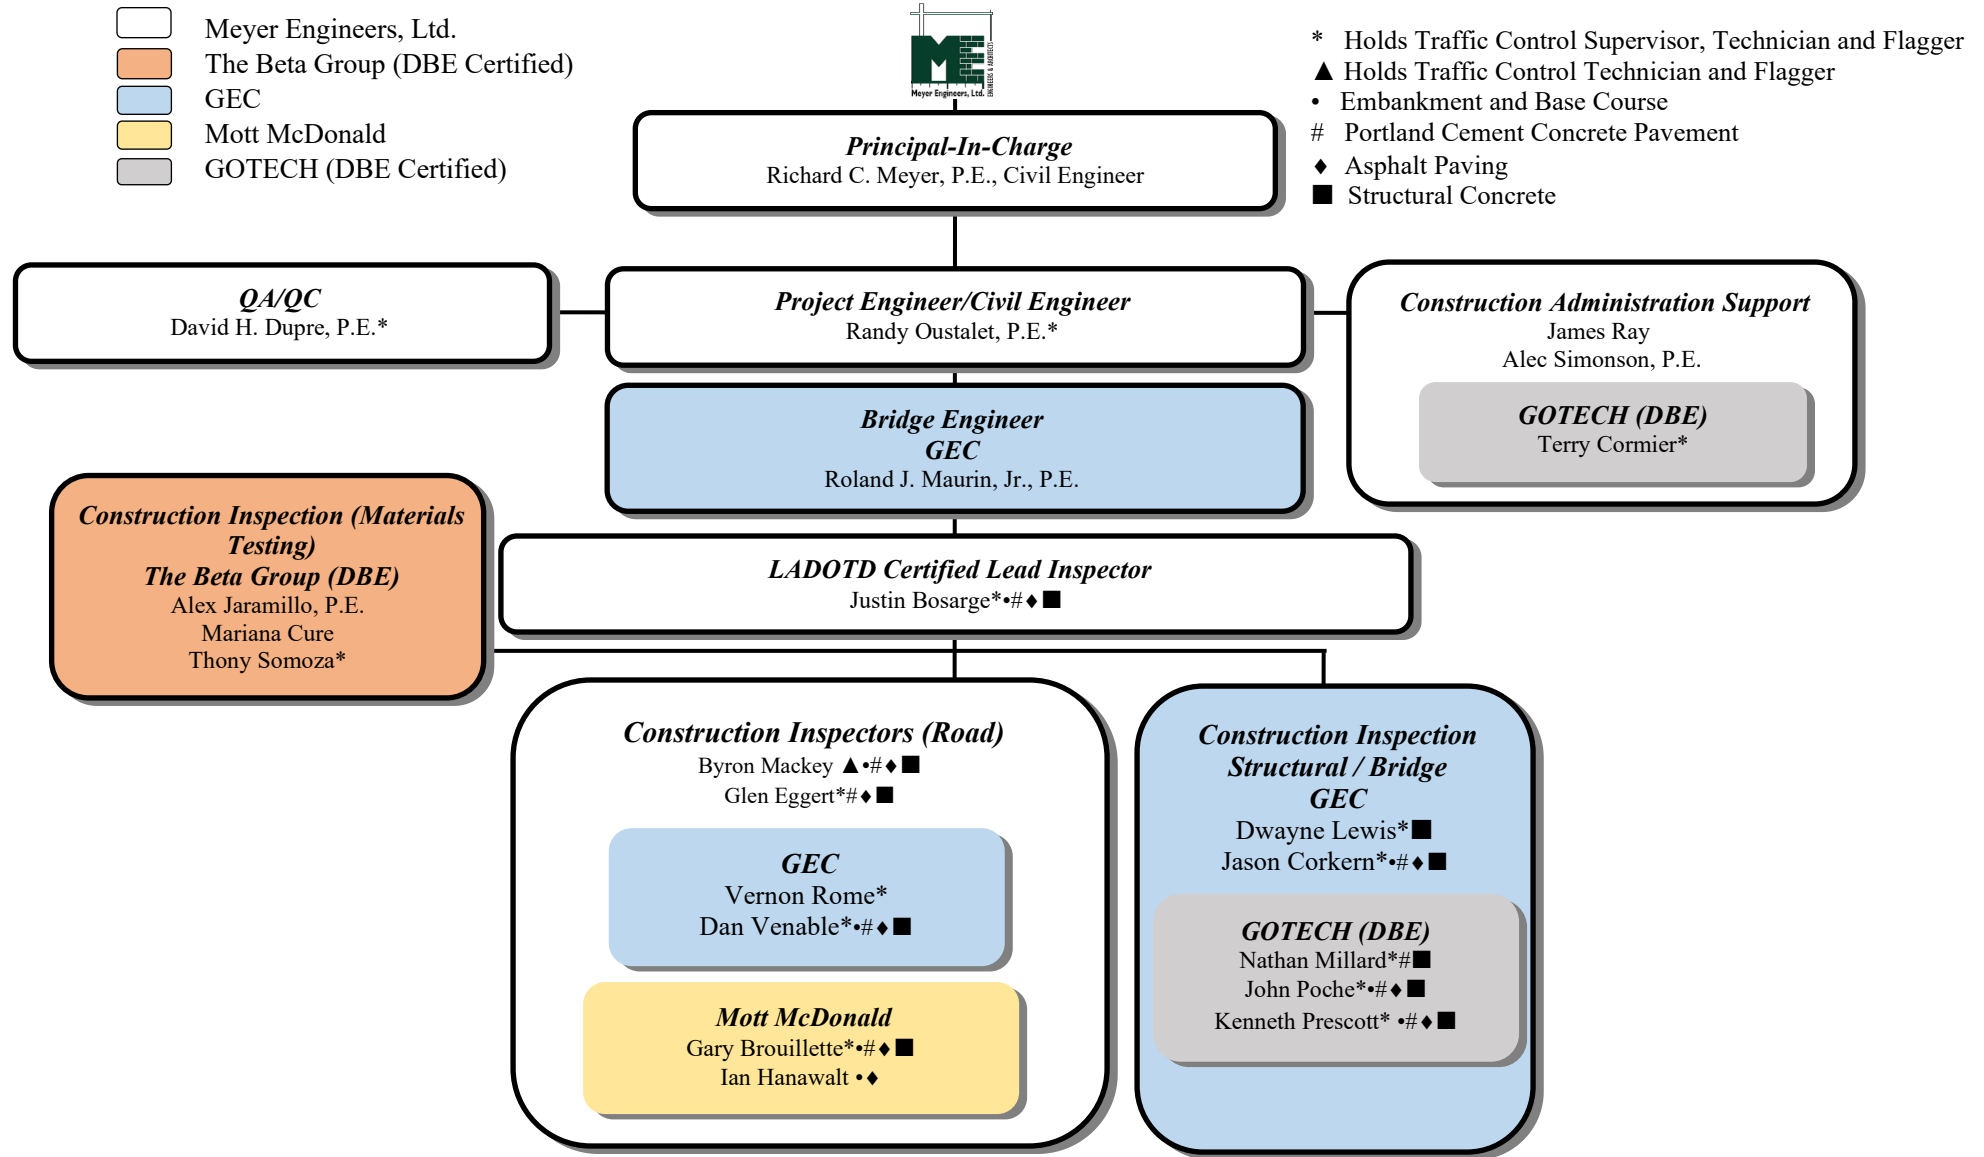 Meyer Engineers, Ltd.
The Beta Group (DBE Certified)
GEC
Mott McDonald
GOTECH (DBE Certified)
ME
ENGINEERS & ARCHITECTS
Meyer Engineers, Ltd.
* Holds Traffic Control Supervisor, Technician and Flagger
▲ Holds Traffic Control Technician and Flagger
• Embankment and Base Course
# Portland Cement Concrete Pavement
♦ Asphalt Paving
■ Structural Concrete
Principal-In-Charge
Richard C. Meyer, P.E., Civil Engineer
QA/QC
David H. Dupre, P.E.*
Project Engineer/Civil Engineer
Randy Oustalet, P.E.*
Construction Administration Support
James Ray
Alec Simonson, P.E.
GOTECH (DBE)
Terry Cormier*
Bridge Engineer
GEC
Roland J. Maurin, Jr., P.E.
Construction Inspection (Materials
Testing)
The Beta Group (DBE)
Alex Jaramillo, P.E.
Mariana Cure
Thony Somoza*
LADOTD Certified Lead Inspector
Justin Bosarge*•#♦■
Construction Inspectors (Road)
Byron Mackey ▲•#♦■
Glen Eggert*#♦■
GEC
Vernon Rome*
Dan Venable*•#♦■
Mott McDonald
Gary Brouillette*•#♦■
Ian Hanawalt •♦
Construction Inspection
Structural / Bridge
GEC
Dwayne Lewis*■
Jason Corkern*•#♦■
GOTECH (DBE)
Nathan Millard*#■
John Poche*•#♦■
Kenneth Prescott* •#♦■